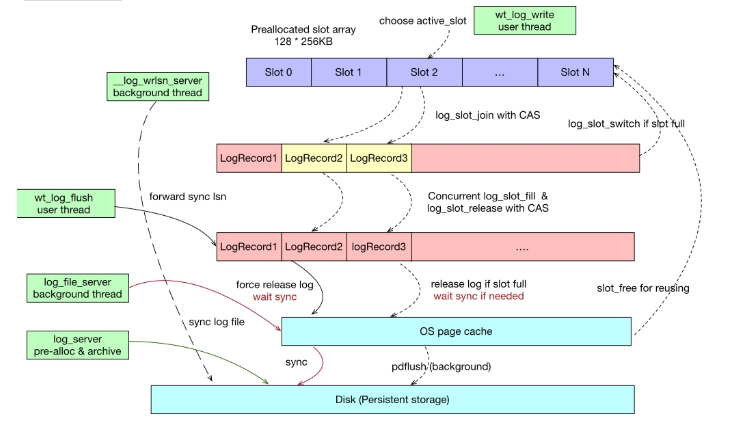 wt_log_write
user thread
choose active_slot
Preallocated slot array
128 * 256KB
Slot 0
Slot 1
Slot 2
...
Slot N
__log_wrlsn_server
background thread
log_slot_join with CAS
log_slot_switch if slot full
LogRecord1
LogRecord2
LogRecord3
wt_log_flush
user thread
forward sync lsn
Concurrent log_slot_fill &
log_slot_release with CAS
LogRecord1
LogRecord2
logRecord3
....
log_file_server
background thread
force release log
wait sync
release log if slot full
wait sync if needed
slot_free for reusing
sync log file
OS page cache
log_server
pre-alloc & archive
sync
pdflush (background)
Disk (Persistent storage)